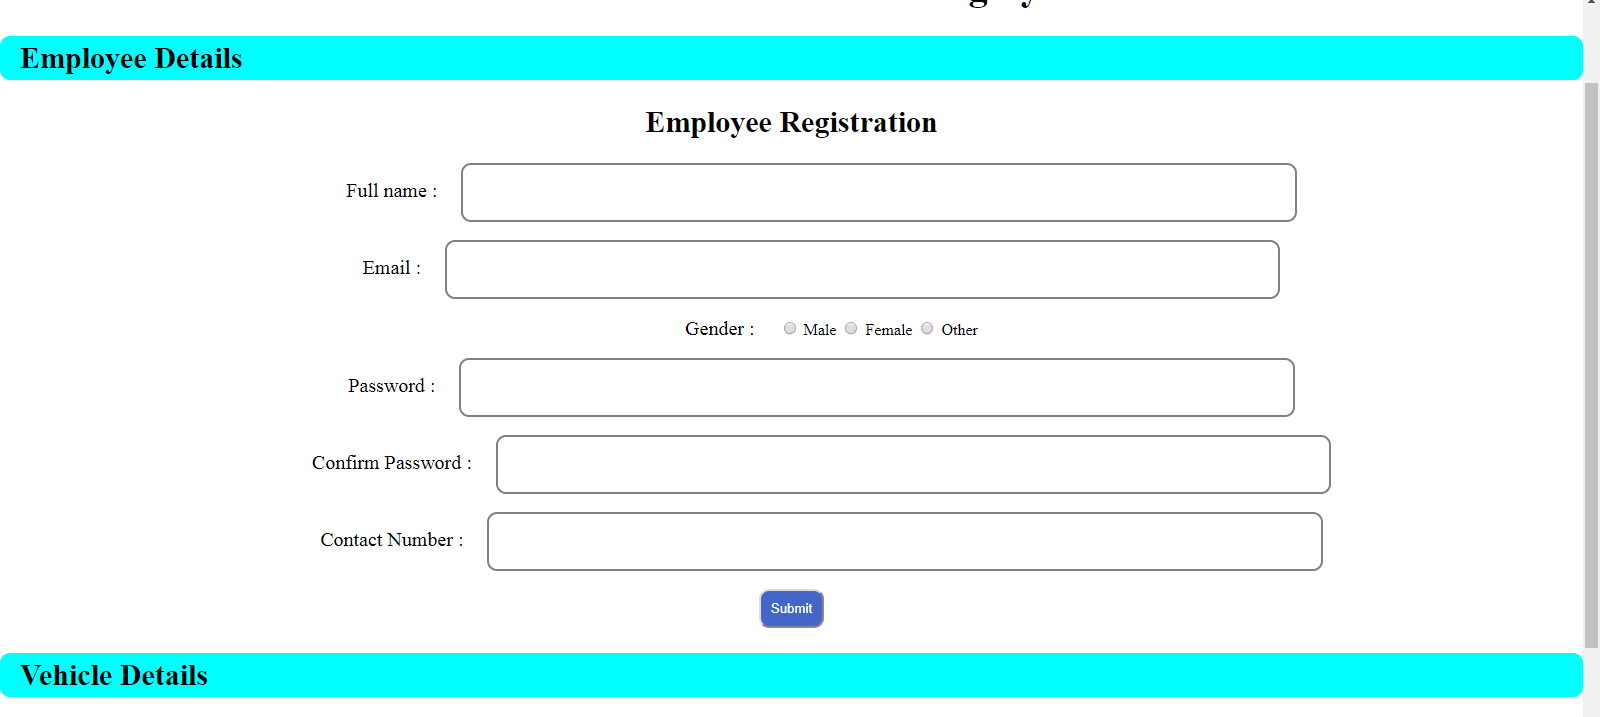 Employee Details
Employee Registration
Full name :
Email :
Gender : Male Female Other
Password :
Confirm Password :
Contact Number :
Submit
Vehicle Details